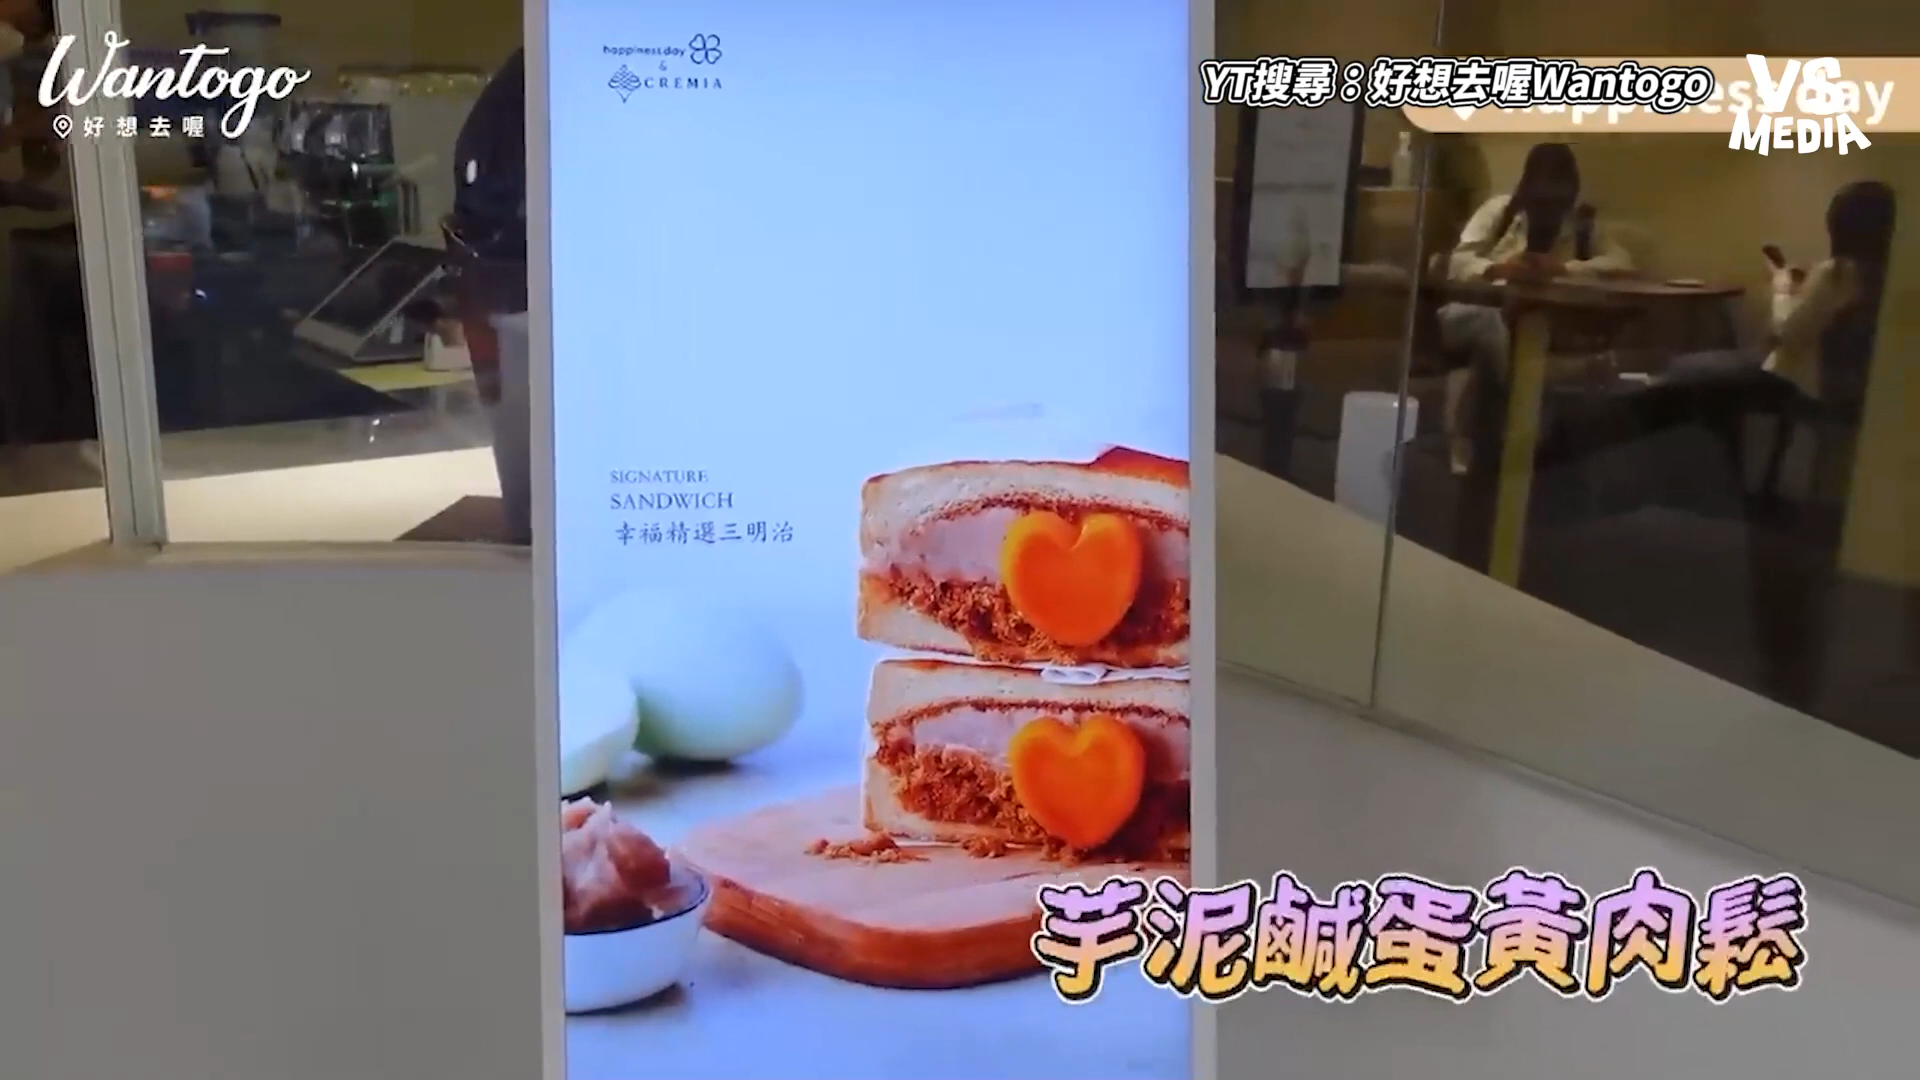 Wantogo
好想去喔
happiness day
&
CREMIA
YT搜尋：好想去喔Wantogo
happiness day
VS
MEDIA
SIGNATURE
SANDWICH
幸福精選三明治
芋泥鹹蛋黃肉鬆